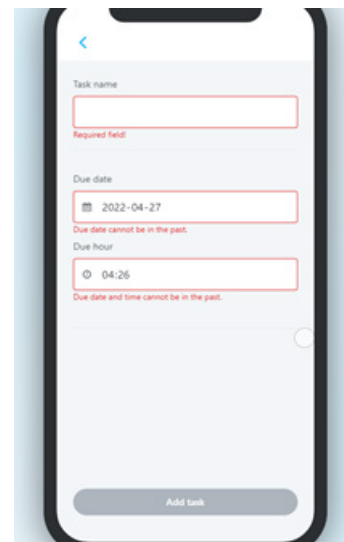 Task name
Required field!
Due date
2022-04-27
Due date cannot be in the past.
Due hour
04:26
Due date and time cannot be in the past.
Add task